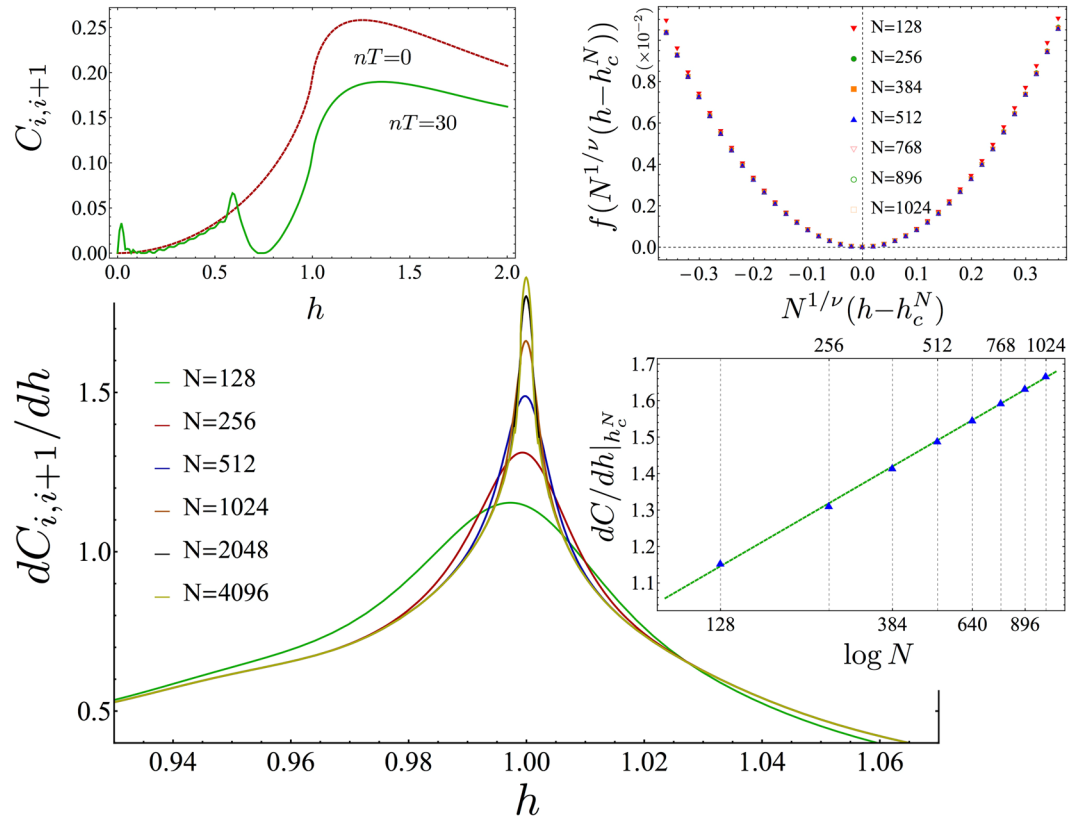 C_{i,i+1}
0.25
0.20
0.15
0.10
0.05
0.00
nT=0
nT=30
0.0 0.5 1.0 1.5 2.0
h
f(N^{1/ν}(h−h_c^N))
(×10⁻²)
0.8
0.6
0.4
0.2
0.0
N=128
N=256
N=384
N=512
N=768
N=896
N=1024
−0.3 −0.2 −0.1 0.0 0.1 0.2 0.3
N^{1/ν}(h−h_c^N)
dC_{i,i+1}/dh
1.5
1.0
0.5
N=128
N=256
N=512
N=1024
N=2048
N=4096
0.94 0.96 0.98 1.00 1.02 1.04 1.06
h
256 512 768 1024
dC/dh|_{h_c^N}
1.7
1.6
1.5
1.4
1.3
1.2
1.1
128 384 640 896
log N